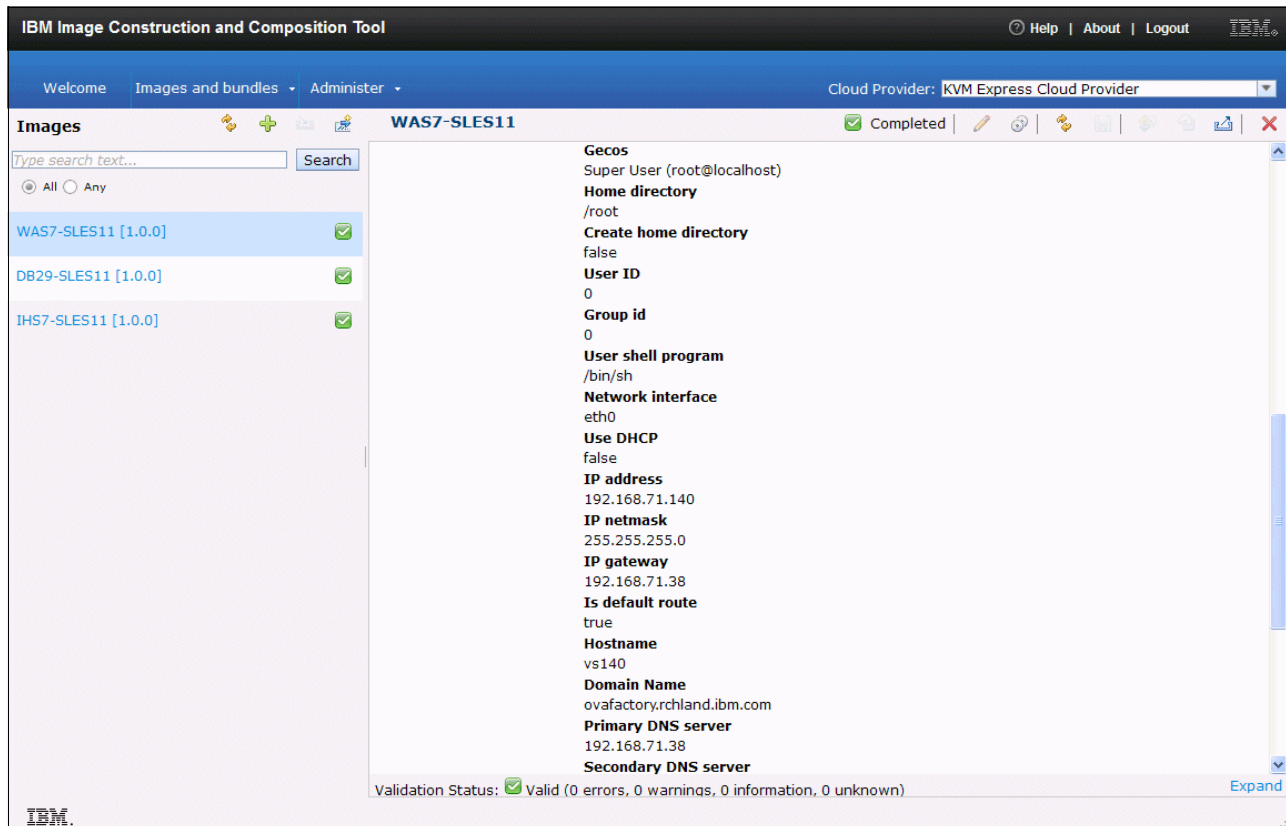 IBM Image Construction and Composition Tool
? Help | About | Logout
IBM®
Welcome Images and bundles Administer
Cloud Provider: KVM Express Cloud Provider
Images
WAS7-SLES11
Completed
Type search text...
Search
All Any
WAS7-SLES11 [1.0.0]
DB29-SLES11 [1.0.0]
IHS7-SLES11 [1.0.0]
Gecos
Super User (root@localhost)
Home directory
/root
Create home directory
false
User ID
0
Group id
0
User shell program
/bin/sh
Network interface
eth0
Use DHCP
false
IP address
192.168.71.140
IP netmask
255.255.255.0
IP gateway
192.168.71.38
Is default route
true
Hostname
vs140
Domain Name
ovafactory.rchland.ibm.com
Primary DNS server
192.168.71.38
Secondary DNS server
Validation Status: Valid (0 errors, 0 warnings, 0 information, 0 unknown)
Expand
IBM.